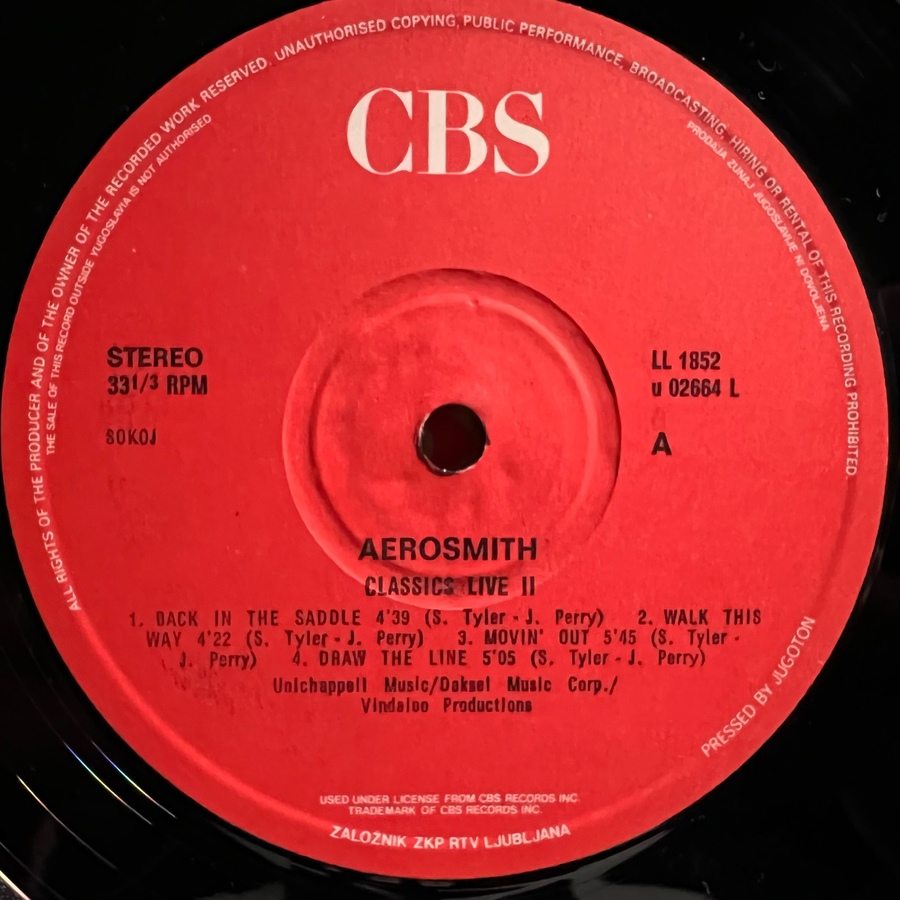 ALL RIGHTS OF THE PRODUCER AND OF THE OWNER OF THE RECORDED WORK RESERVED. UNAUTHORISED COPYING, PUBLIC PERFORMANCE, BROADCASTING, HIRING OR RENTAL OF THIS RECORDING PROHIBITED.
THE SALE OF THIS RECORD OUTSIDE YUGOSLAVIA IS NOT AUTHORISED
PRODAJA ZUNAJ JUGOSLAVIJE NI DOVOLJENA
CBS
STEREO
33 1/3 RPM
SOKOJ
LL 1852
u 02664 L
A
AEROSMITH
CLASSICS LIVE II
1. BACK IN THE SADDLE 4'39 (S. Tyler - J. Perry) 2. WALK THIS
WAY 4'22 (S. Tyler - J. Perry) 3. MOVIN' OUT 5'45 (S. Tyler -
J. Perry) 4. DRAW THE LINE 5'05 (S. Tyler - J. Perry)
Unichappell Music/Daksel Music Corp./
Vindaloo Productions
PRESSED BY JUGOTON
USED UNDER LICENSE FROM CBS RECORDS INC.
TRADEMARK OF CBS RECORDS INC.
ZALOŽNIK ZKP RTV LJUBLJANA